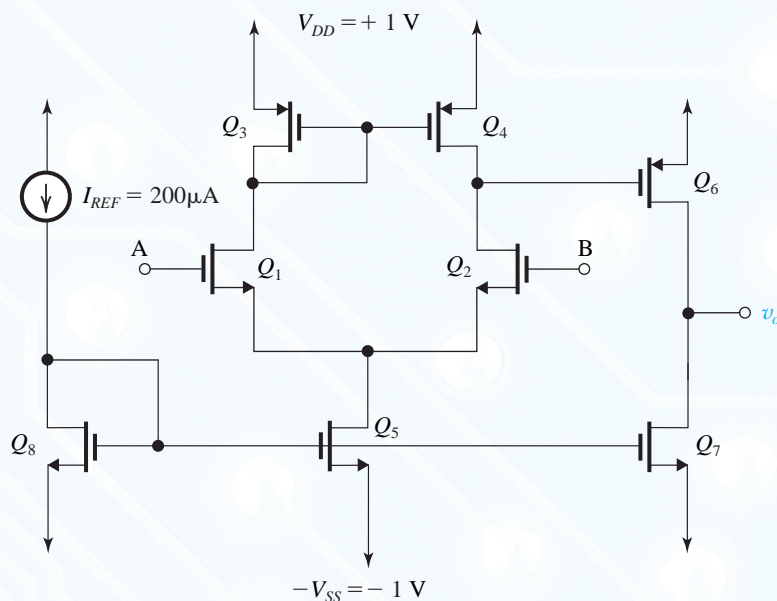 V_DD = + 1 V
Q_3
Q_4
I_REF = 200μA
Q_6
A
B
Q_1
Q_2
v_o
Q_8
Q_5
Q_7
−V_SS = − 1 V